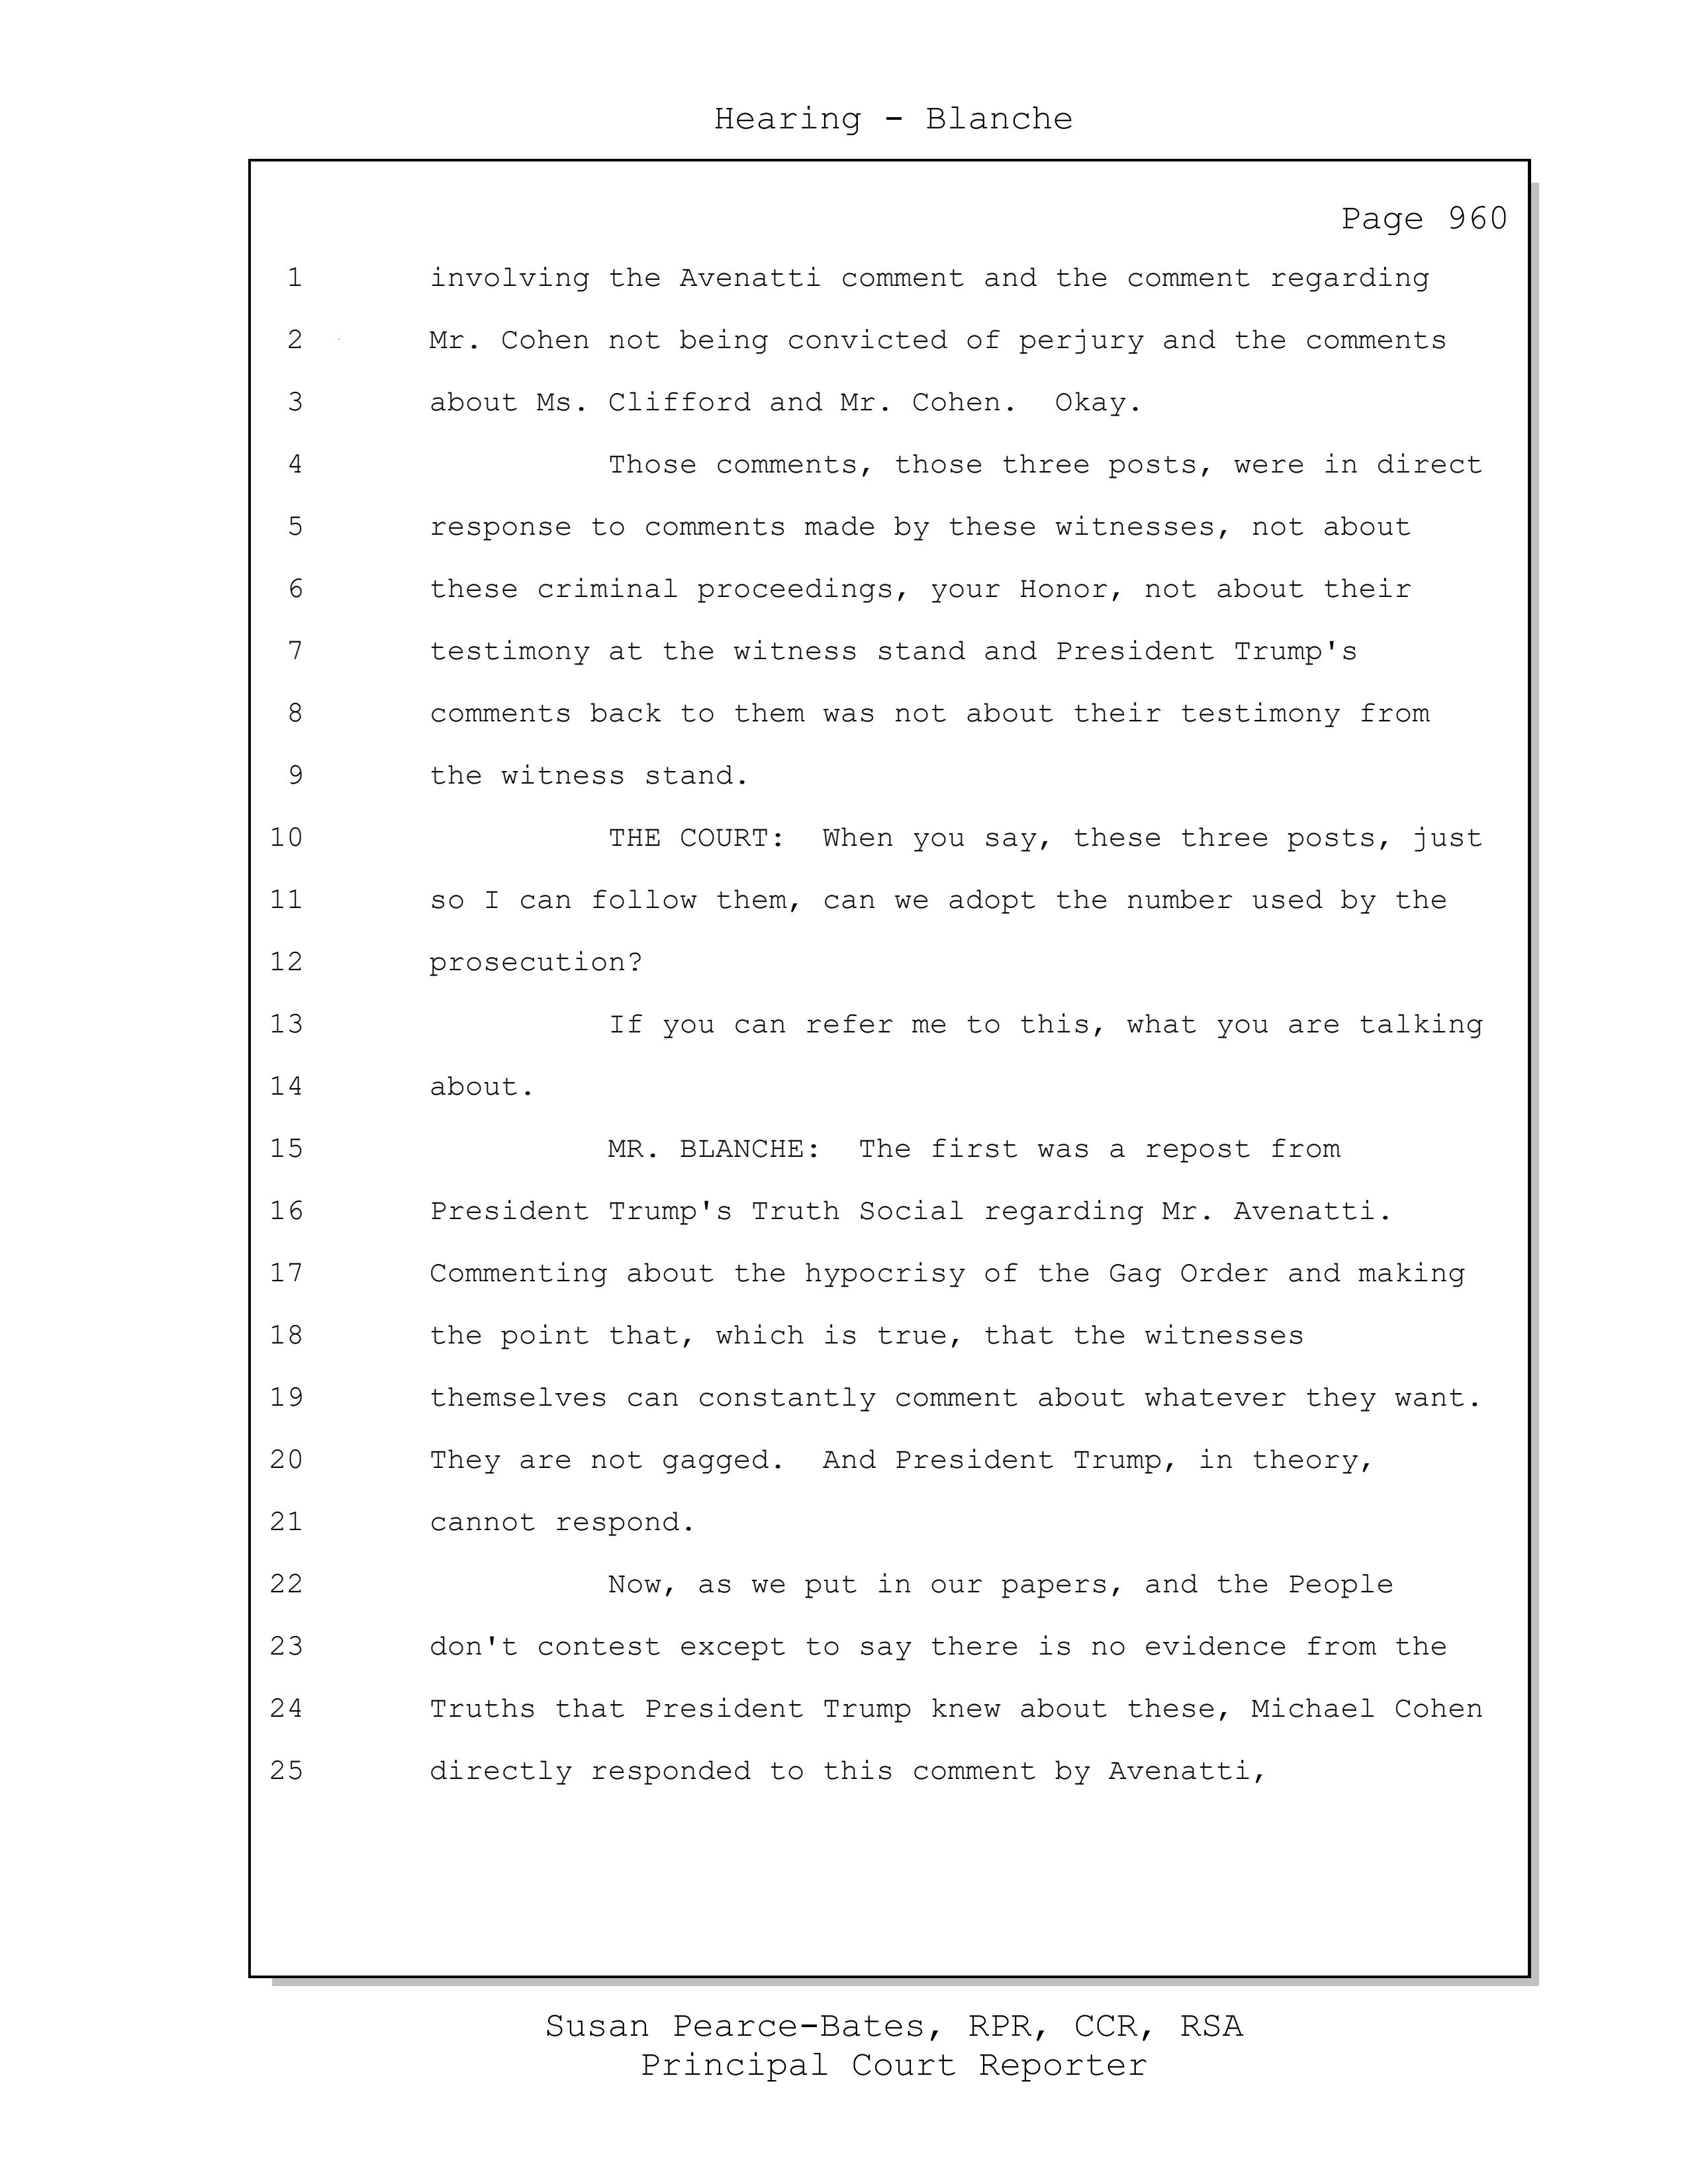 Hearing - Blanche
Page 960
1 involving the Avenatti comment and the comment regarding
2 Mr. Cohen not being convicted of perjury and the comments
3 about Ms. Clifford and Mr. Cohen. Okay.
4 Those comments, those three posts, were in direct
5 response to comments made by these witnesses, not about
6 these criminal proceedings, your Honor, not about their
7 testimony at the witness stand and President Trump's
8 comments back to them was not about their testimony from
9 the witness stand.
10 THE COURT: When you say, these three posts, just
11 so I can follow them, can we adopt the number used by the
12 prosecution?
13 If you can refer me to this, what you are talking
14 about.
15 MR. BLANCHE: The first was a repost from
16 President Trump's Truth Social regarding Mr. Avenatti.
17 Commenting about the hypocrisy of the Gag Order and making
18 the point that, which is true, that the witnesses
19 themselves can constantly comment about whatever they want.
20 They are not gagged. And President Trump, in theory,
21 cannot respond.
22 Now, as we put in our papers, and the People
23 don't contest except to say there is no evidence from the
24 Truths that President Trump knew about these, Michael Cohen
25 directly responded to this comment by Avenatti,
Susan Pearce-Bates, RPR, CCR, RSA
Principal Court Reporter